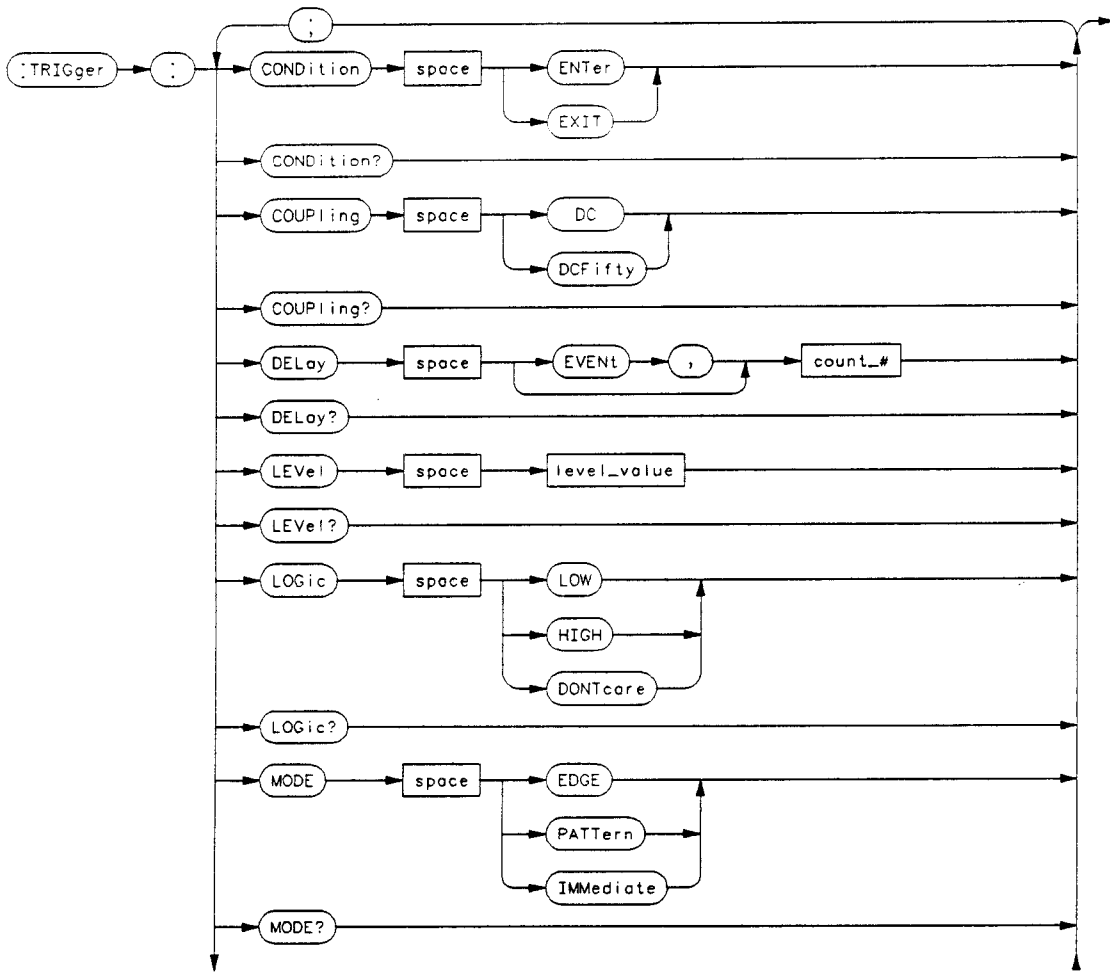 ;
:TRIGger : CONDition space ENTer
EXIT
CONDition?
COUPling space DC
DCFifty
COUPling?
DELay space EVENt , count_#
DELay?
LEVel space level_value
LEVel?
LOGic space LOW
HIGH
DONTcare
LOGic?
MODE space EDGE
PATTern
IMMediate
MODE?